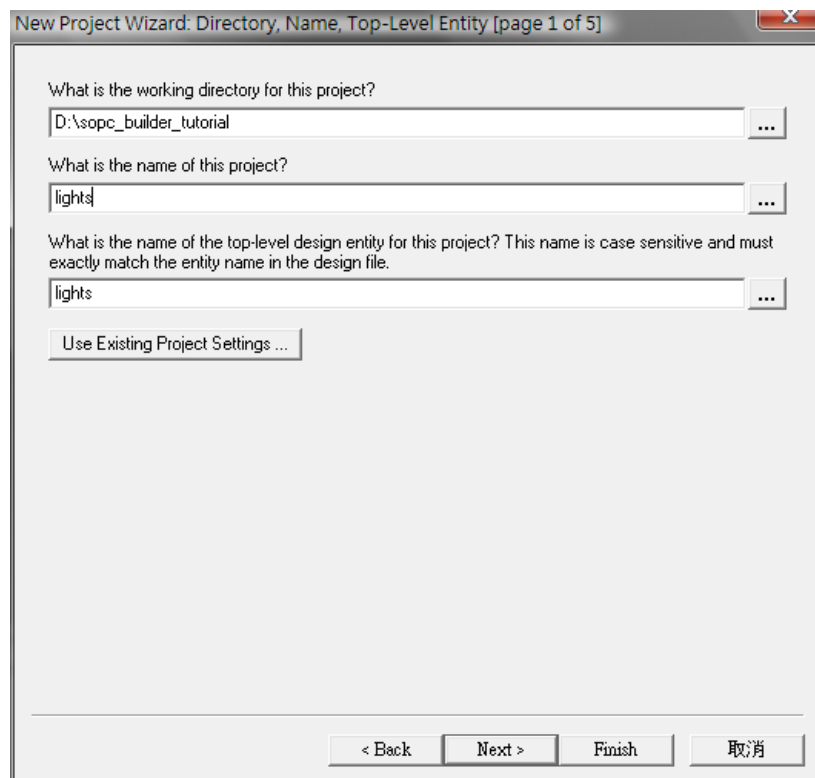 New Project Wizard: Directory, Name, Top-Level Entity [page 1 of 5]
What is the working directory for this project?
D:\sopc_builder_tutorial
...
What is the name of this project?
lights
...
What is the name of the top-level design entity for this project? This name is case sensitive and must
exactly match the entity name in the design file.
lights
...
Use Existing Project Settings ...
< Back Next > Finish 取消